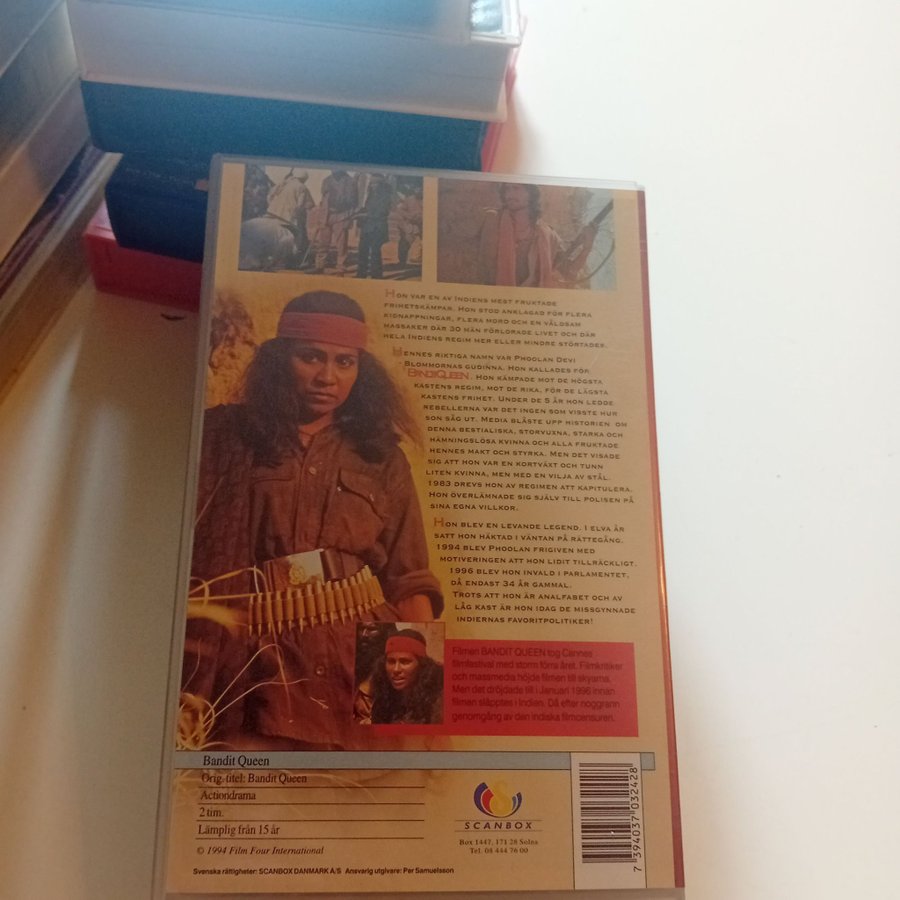 Hon var en av Indiens mest fruktade
frihetskämpar. Hon stod anklagad för flera
kidnappningar, flera mord och en våldsam
massaker där 30 män förlorade livet och där
hela Indiens regim mer eller mindre störtades.
Hennes riktiga namn var Phoolan Devi
- Blommornas gudinna. Hon kallades för
BandiQueen. Hon kämpade mot de högsta
kastens regim, mot de rika, för de lägsta
kastens frihet. Under de 5 år hon ledde
rebellerna var det ingen som visste hur
son såg ut. Media blåste upp historien om
denna bestialiska, storvuxna, starka och
hämningslösa kvinna och alla fruktade
hennes makt och styrka. Men det visade
sig att hon var en kortväxt och tunn
liten kvinna, men med en vilja av stål.
1983 drevs hon av regimen att kapitulera.
Hon överlämnade sig själv till polisen på
sina egna villkor.
Hon blev en levande legend. I elva år
satt hon häktad i väntan på rättegång.
1994 blev Phoolan frigiven med
motiveringen att hon lidit tillräckligt.
1996 blev hon invald i parlamentet,
då endast 34 år gammal.
Trots att hon är analfabet och av
låg kast är hon idag de missgynnade
indiernas favoritpolitiker!
Filmen BANDIT QUEEN tog Cannes
filmfestival med storm förra året. Filmkritiker
och massmedia höjde filmen till skyarna.
Men det dröjdade till i Januari 1996 innan
filman släpptes i Indien. Då efter noggrann
genomgång av den indiska filmcensuren.
Bandit Queen
Orig. titel: Bandit Queen
Actiondrama
2 tim.
Lämplig från 15 år
© 1994 Film Four International
SCANBOX
Box 1447, 171 28 Solna
Tel. 08 444 76 00
7 394037 032428
Svenska rättigheter: SCANBOX DANMARK A/S Ansvarig utgivare: Per Samuelsson